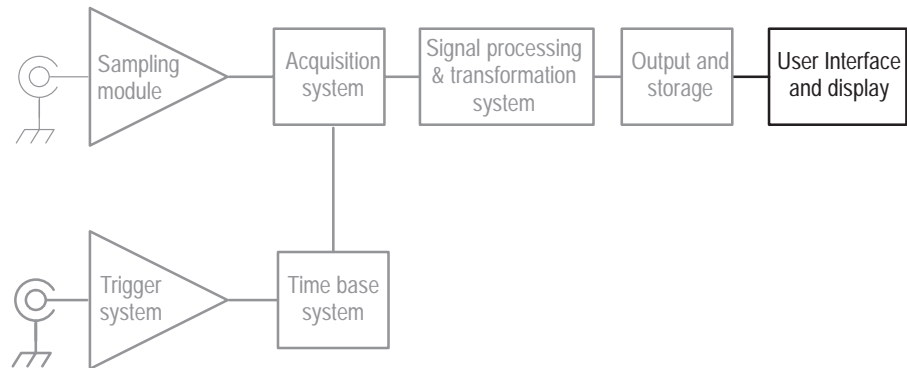 Sampling
module
Acquisition
system
Signal processing
& transformation
system
Output and
storage
User Interface
and display
Trigger
system
Time base
system